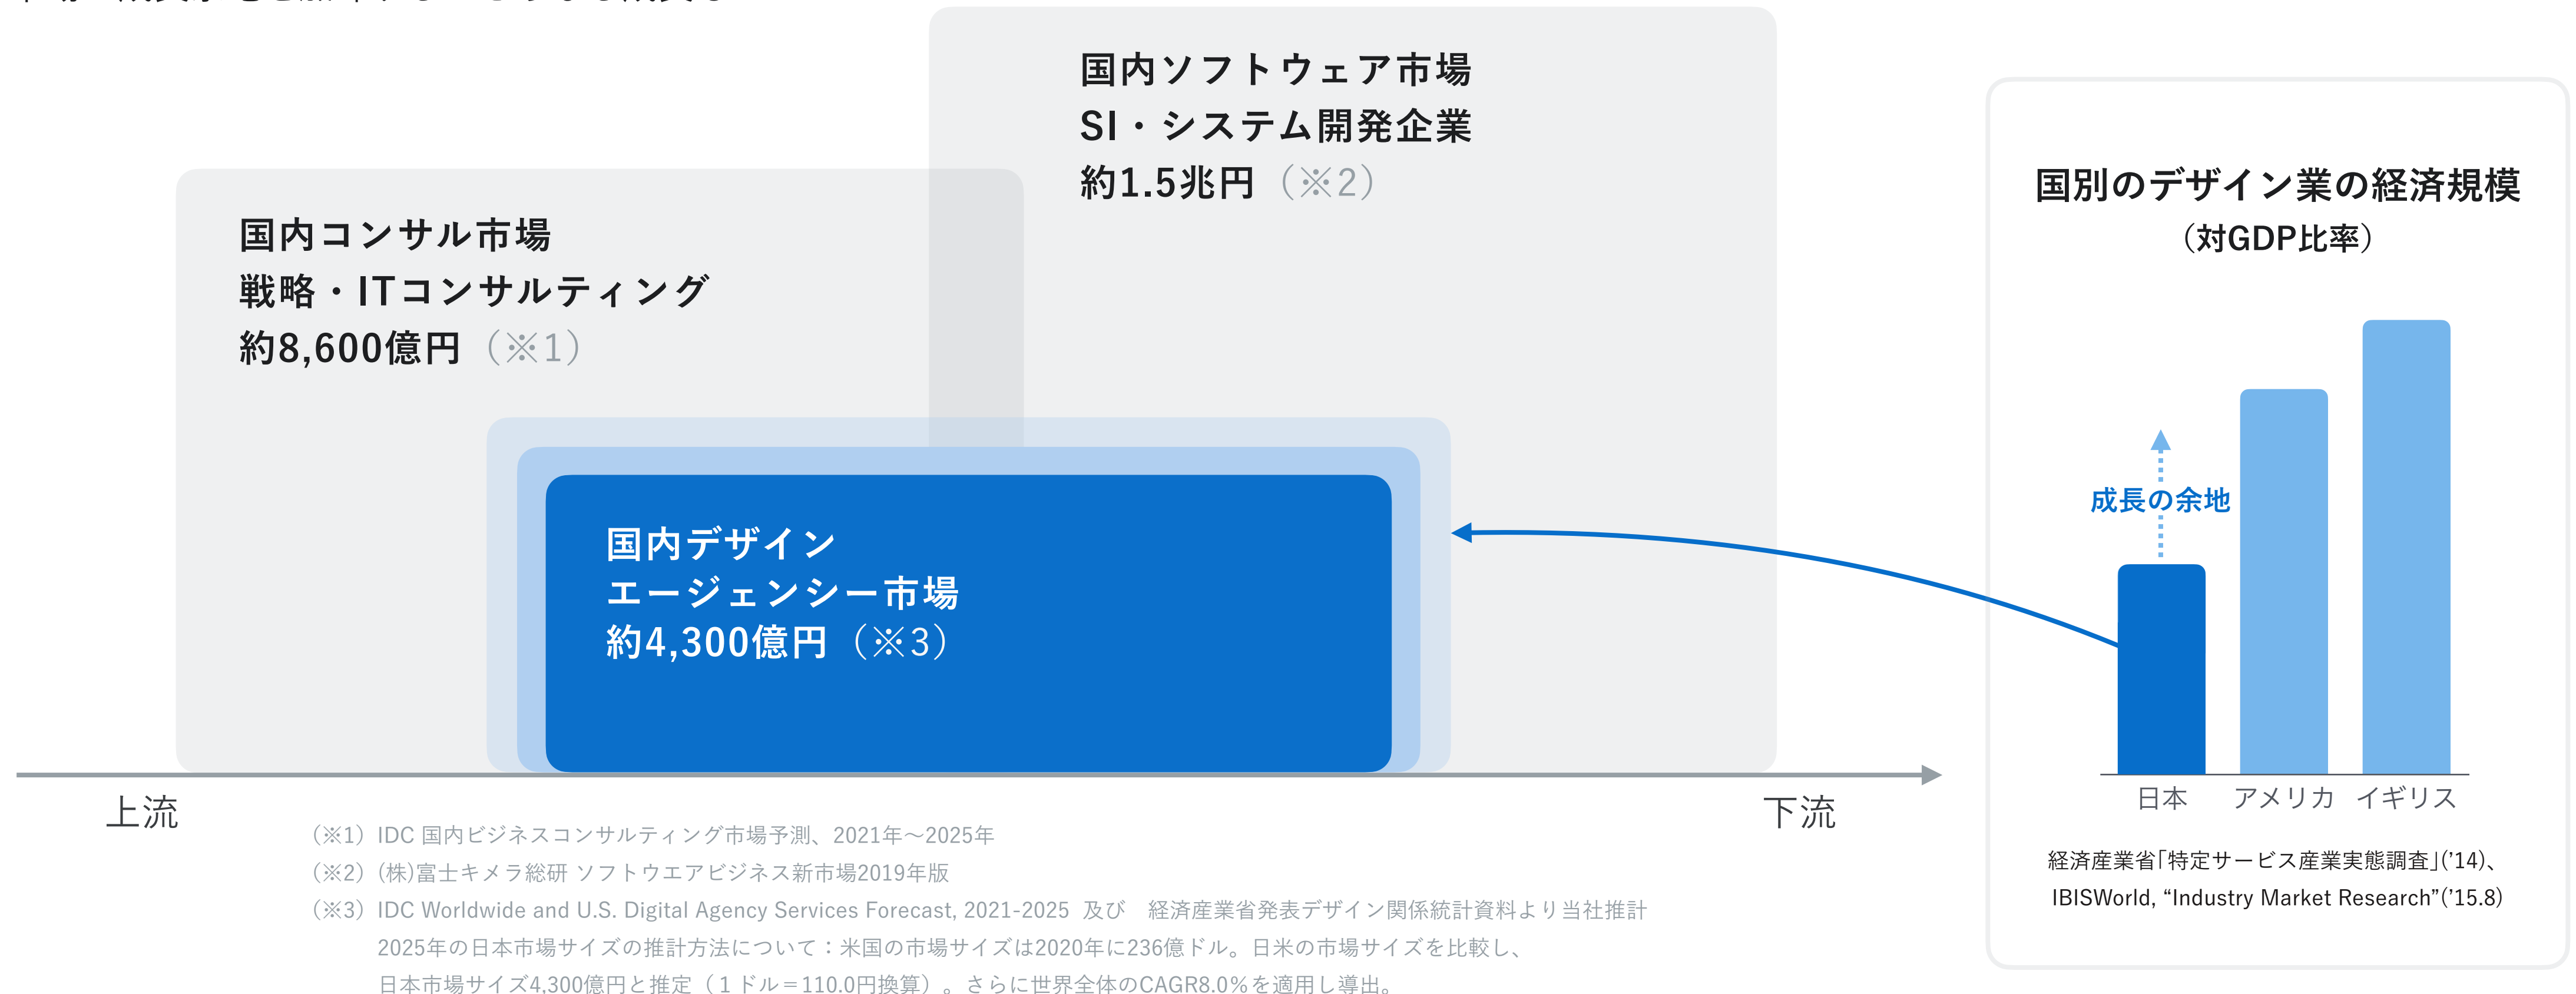 国内ソフトウェア市場
SI・システム開発企業
約1.5兆円（※2）
国内コンサル市場
戦略・ITコンサルティング
約8,600億円（※1）
国内デザイン
エージェンシー市場
約4,300億円（※3）
上流
下流
（※1）IDC 国内ビジネスコンサルティング市場予測、2021年～2025年
（※2）(株)富士キメラ総研 ソフトウエアビジネス新市場2019年版
（※3）IDC Worldwide and U.S. Digital Agency Services Forecast, 2021-2025 及び　経済産業省発表デザイン関係統計資料より当社推計
2025年の日本市場サイズの推計方法について：米国の市場サイズは2020年に236億ドル。日米の市場サイズを比較し、
日本市場サイズ4,300億円と推定（１ドル＝110.0円換算）。さらに世界全体のCAGR8.0％を適用し導出。
国別のデザイン業の経済規模
（対GDP比率）
成長の余地
日本
アメリカ
イギリス
経済産業省「特定サービス産業実態調査」(’14)、
IBISWorld, “Industry Market Research”(’15.8)